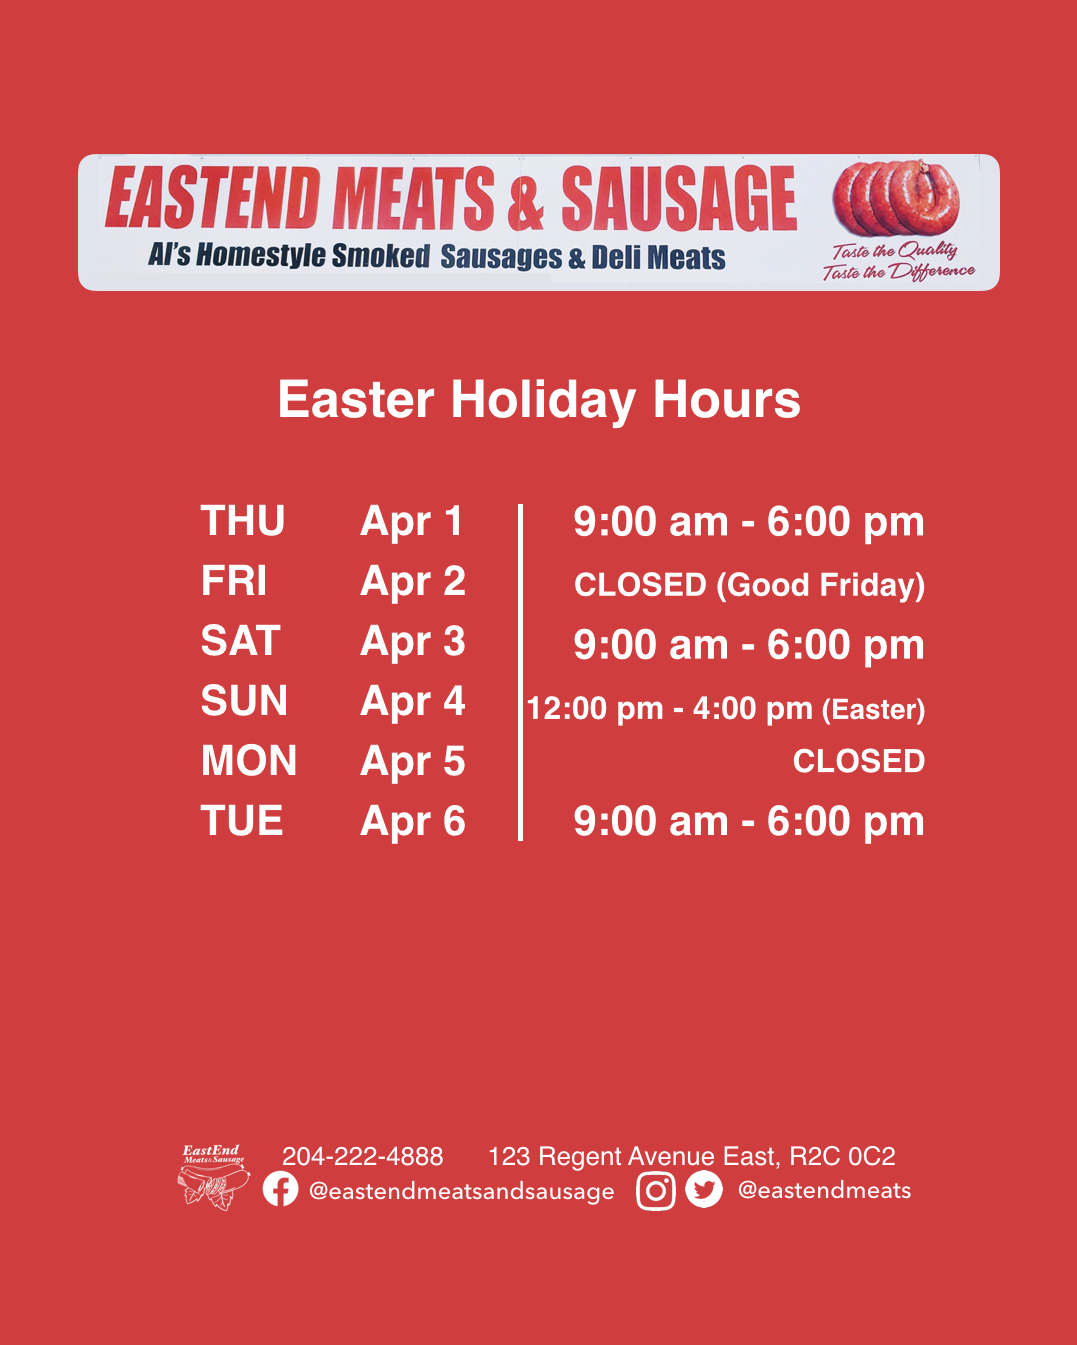 EASTEND MEATS & SAUSAGE
Al's Homestyle Smoked Sausages & Deli Meats
Taste the Quality
Taste the Difference
Easter Holiday Hours
THU Apr 1 9:00 am - 6:00 pm
FRI Apr 2 CLOSED (Good Friday)
SAT Apr 3 9:00 am - 6:00 pm
SUN Apr 4 12:00 pm - 4:00 pm (Easter)
MON Apr 5 CLOSED
TUE Apr 6 9:00 am - 6:00 pm
EastEnd
Meats & Sausage
204-222-4888 123 Regent Avenue East, R2C 0C2
@eastendmeatsandsausage @eastendmeats